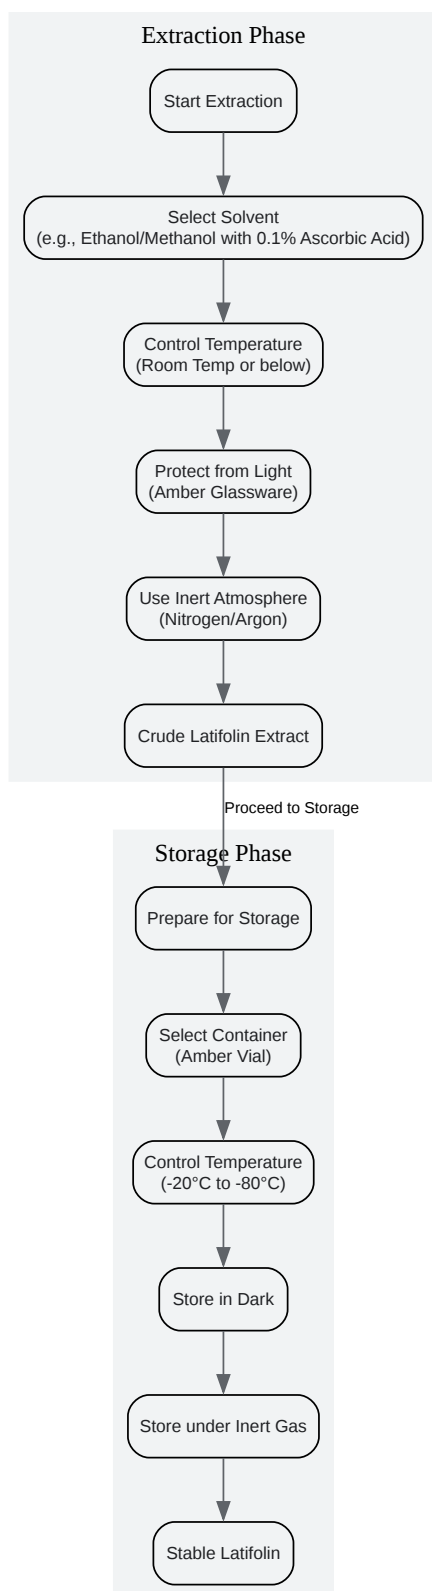 Extraction Phase
Start Extraction
Select Solvent
(e.g., Ethanol/Methanol with 0.1% Ascorbic Acid)
Control Temperature
(Room Temp or below)
Protect from Light
(Amber Glassware)
Use Inert Atmosphere
(Nitrogen/Argon)
Crude Latifolin Extract
Proceed to Storage
Storage Phase
Prepare for Storage
Select Container
(Amber Vial)
Control Temperature
(-20°C to -80°C)
Store in Dark
Store under Inert Gas
Stable Latifolin